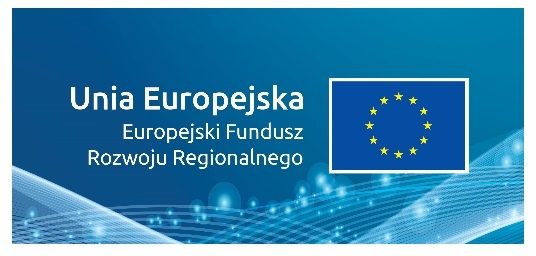 Unia Europejska
Europejski Fundusz
Rozwoju Regionalnego